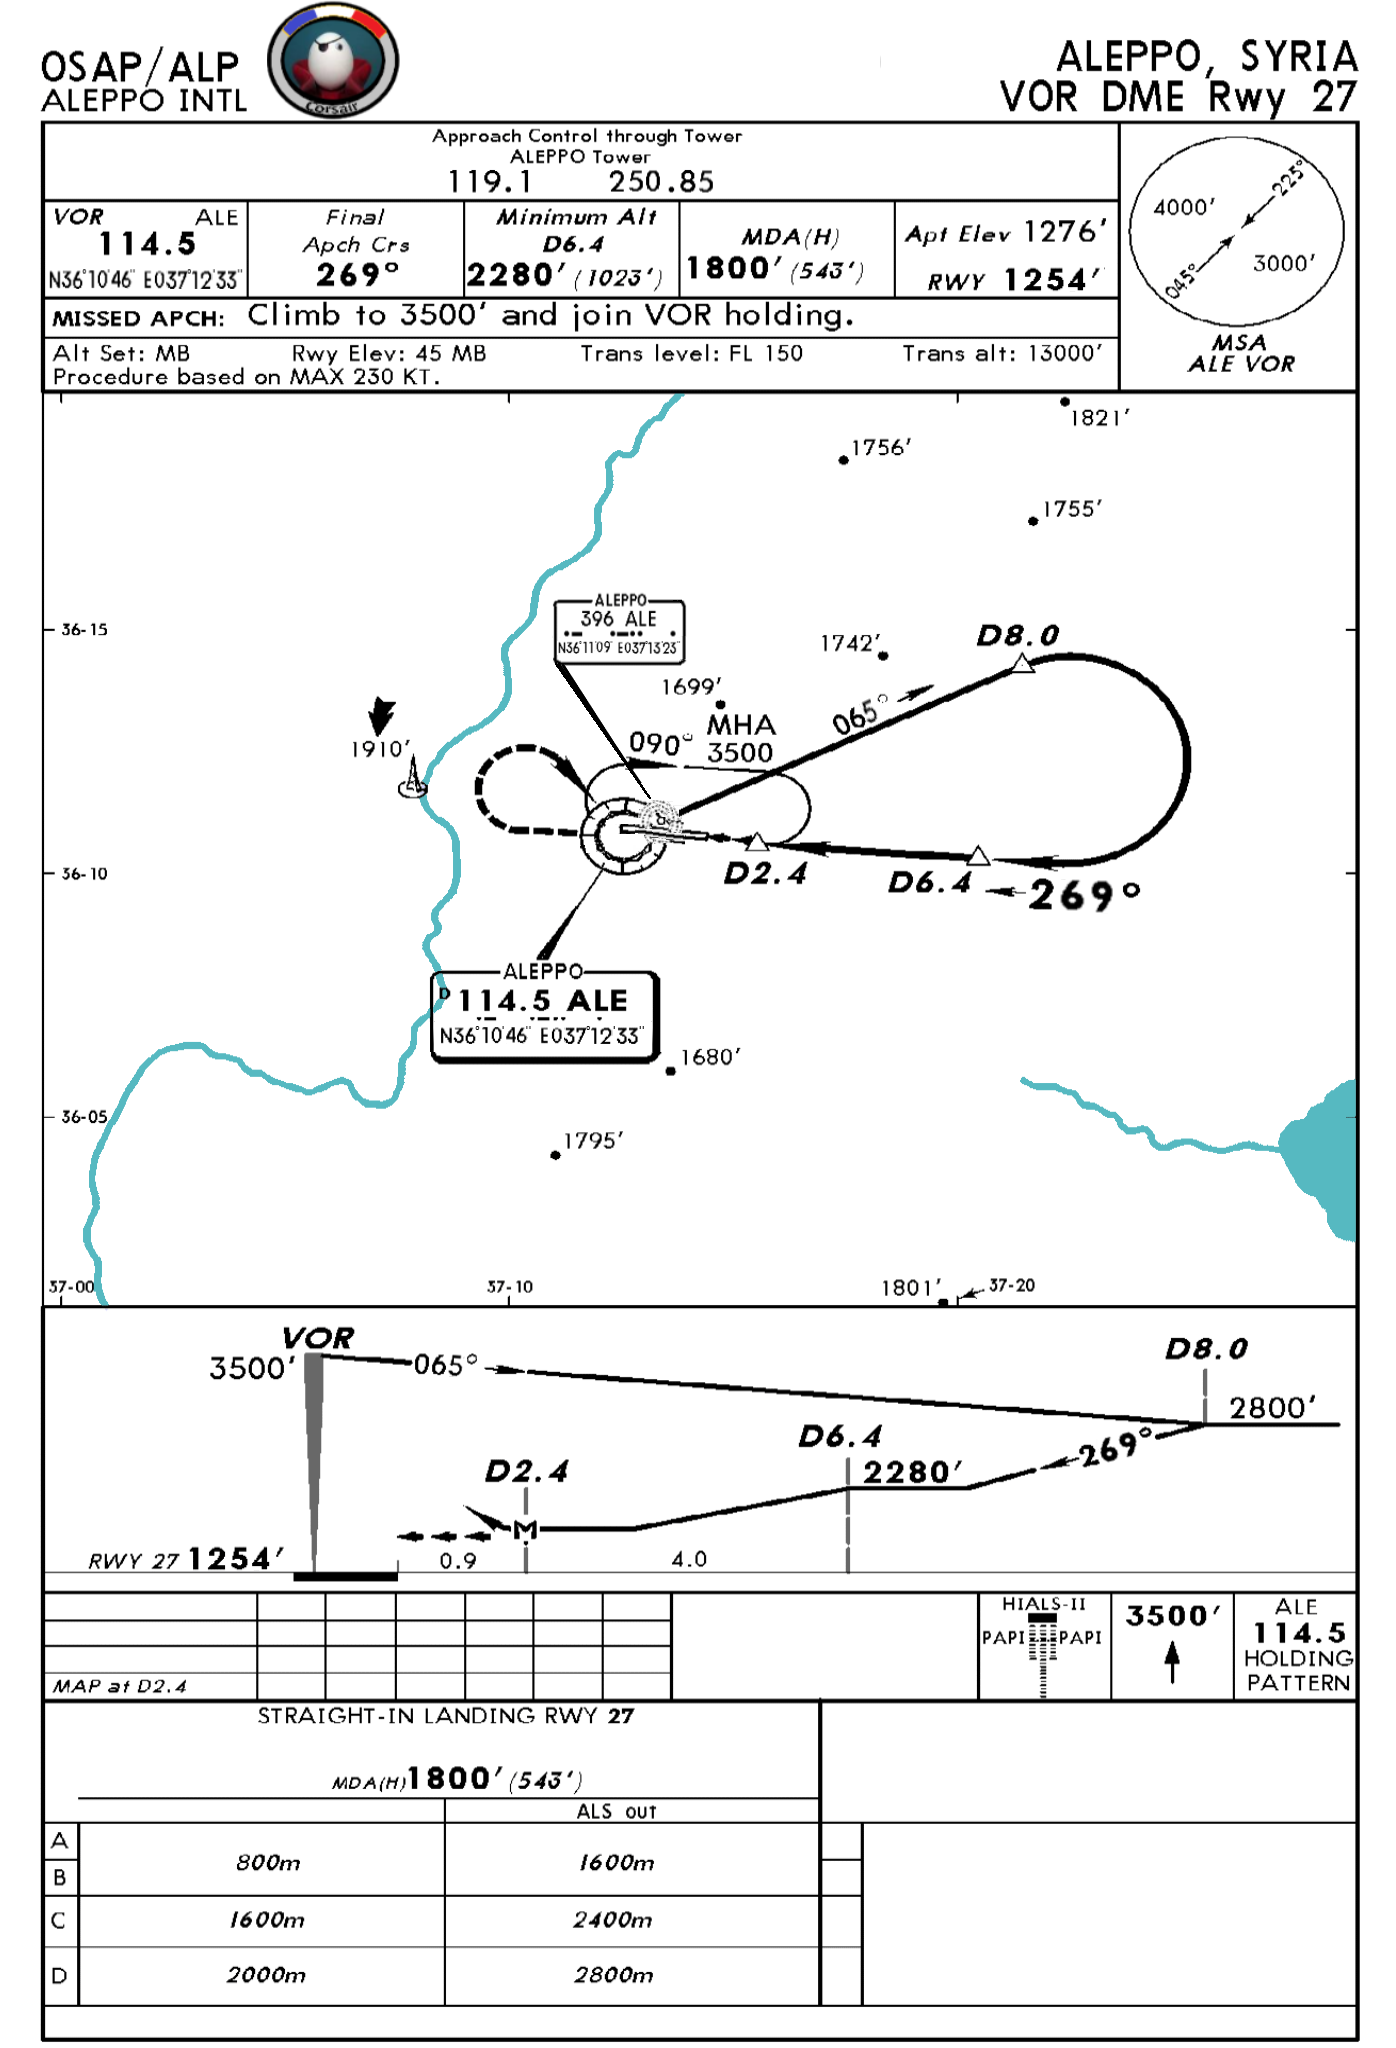 OSAP/ALP
ALEPPO INTL
Corsair
ALEPPO, SYRIA
VOR DME Rwy 27
Approach Control through Tower
ALEPPO Tower
119.1 250.85
VOR ALE
114.5
N36°10'46" E037°12'33"
Final
Apch Crs
269°
Minimum Alt
D6.4
2280' (1023')
MDA(H)
1800' (543')
Apt Elev 1276'
RWY 1254'
4000'
225°
045°
3000'
MSA
ALE VOR
MISSED APCH: Climb to 3500' and join VOR holding.
Alt Set: MB Rwy Elev: 45 MB Trans level: FL 150 Trans alt: 13000'
Procedure based on MAX 230 KT.
1821'
1756'
1755'
36-15
ALEPPO
396 ALE
N36°11'09" E037°13'23"
1742'
D8.0
1699'
065°
MHA
3500
090°
1910'
D2.4
D6.4
269°
36-10
ALEPPO
D 114.5 ALE
N36°10'46" E037°12'33"
1680'
36-05
1795'
37-00
37-10
1801'
37-20
VOR
3500'
065°
D8.0
2800'
D6.4
269°
2280'
D2.4
M
RWY 27 1254'
0.9
4.0
MAP at D2.4
HIALS-II
PAPI PAPI
3500'
ALE
114.5
HOLDING
PATTERN
STRAIGHT-IN LANDING RWY 27
MDA(H) 1800' (543')
ALS out
A
B
800m 1600m
C 1600m 2400m
D 2000m 2800m